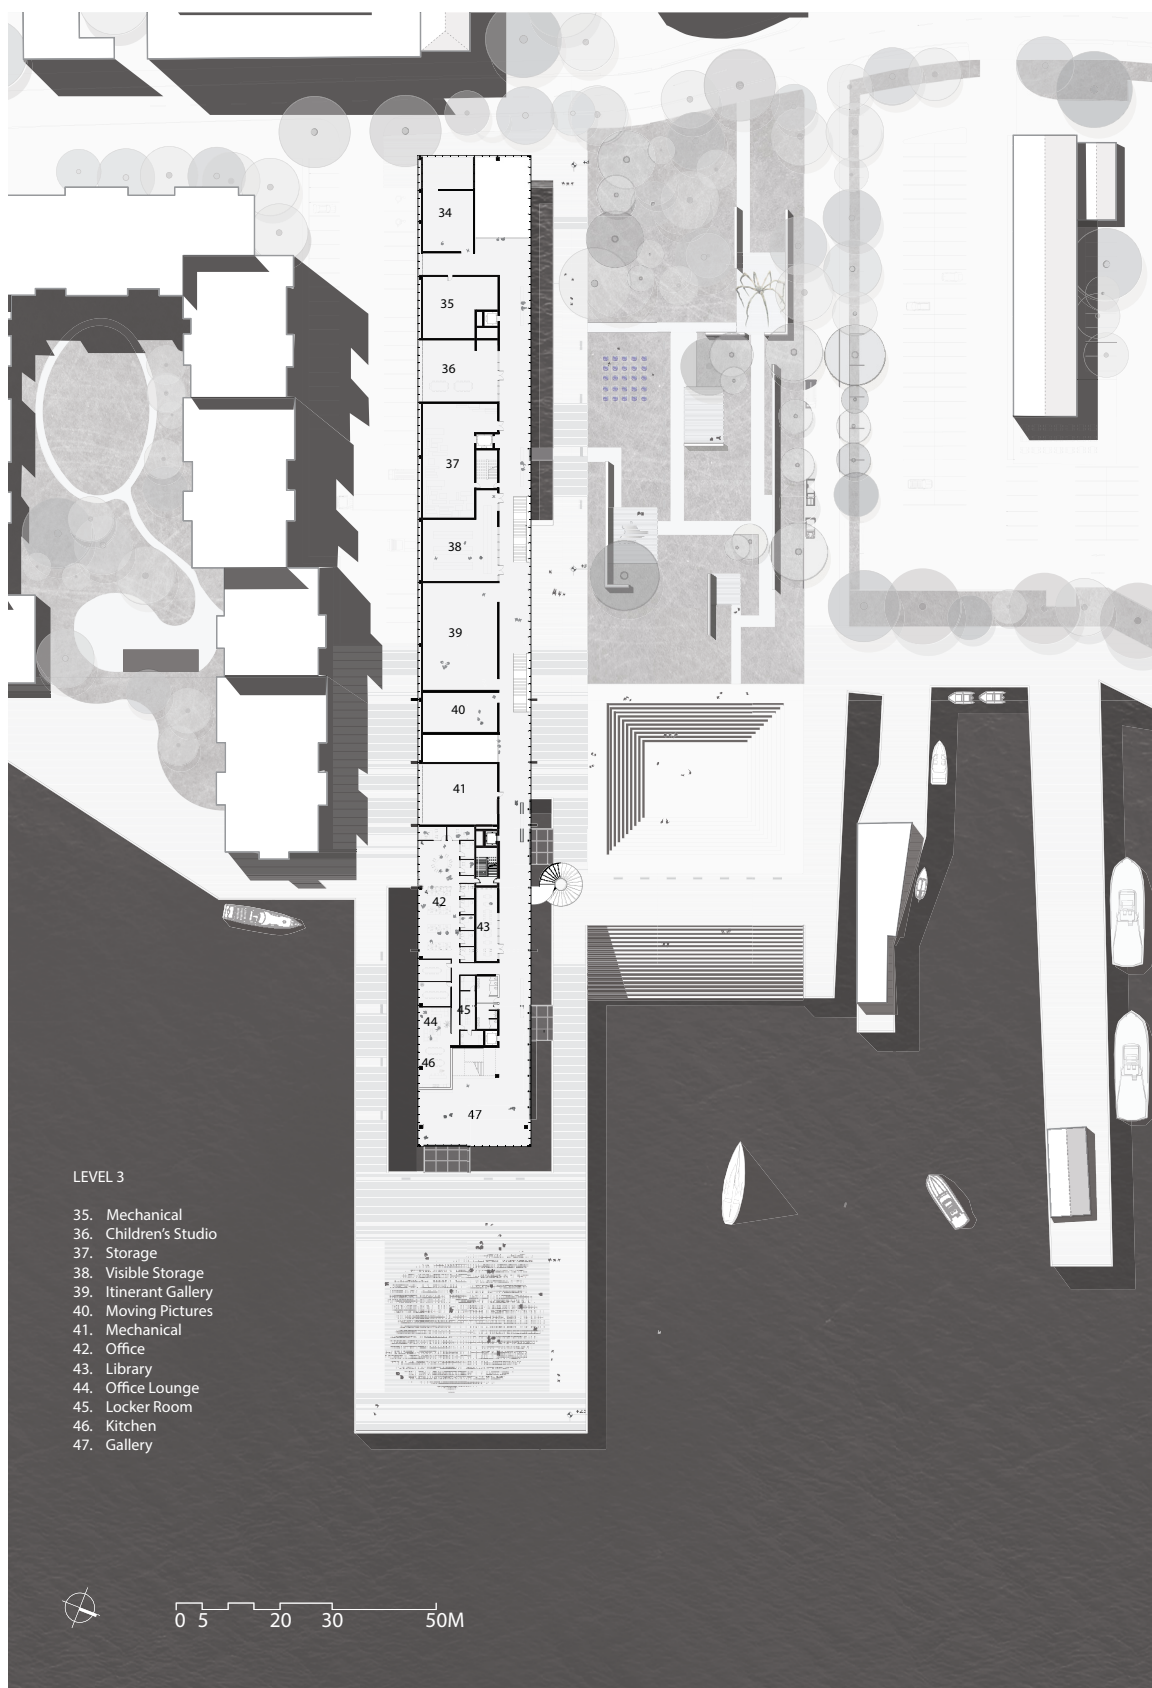 34
35
36
37
38
39
40
41
42
43
44
45
46
47
LEVEL 3
35. Mechanical
36. Children's Studio
37. Storage
38. Visible Storage
39. Itinerant Gallery
40. Moving Pictures
41. Mechanical
42. Office
43. Library
44. Office Lounge
45. Locker Room
46. Kitchen
47. Gallery
0 5 20 30 50M